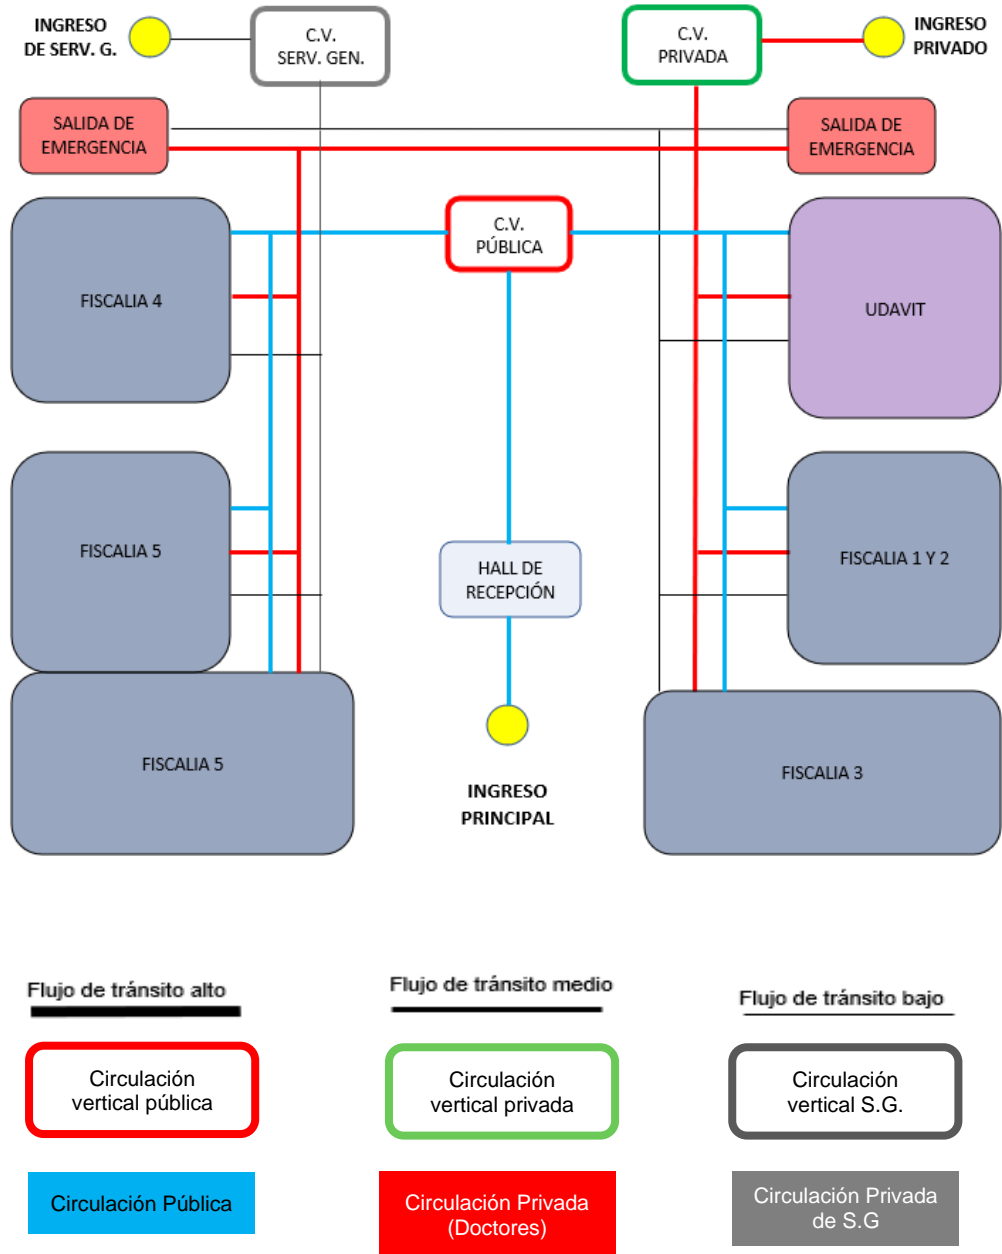 INGRESO
DE SERV. G.
C.V.
SERV. GEN.
C.V.
PRIVADA
INGRESO
PRIVADO
SALIDA DE
EMERGENCIA
SALIDA DE
EMERGENCIA
C.V.
PÚBLICA
FISCALIA 4
UDAVIT
FISCALIA 5
HALL DE
RECEPCIÓN
FISCALIA 1 Y 2
FISCALIA 5
FISCALIA 3
INGRESO
PRINCIPAL
Flujo de tránsito alto
Flujo de tránsito medio
Flujo de tránsito bajo
Circulación
vertical pública
Circulación
vertical privada
Circulación
vertical S.G.
Circulación Pública
Circulación Privada
(Doctores)
Circulación Privada
de S.G